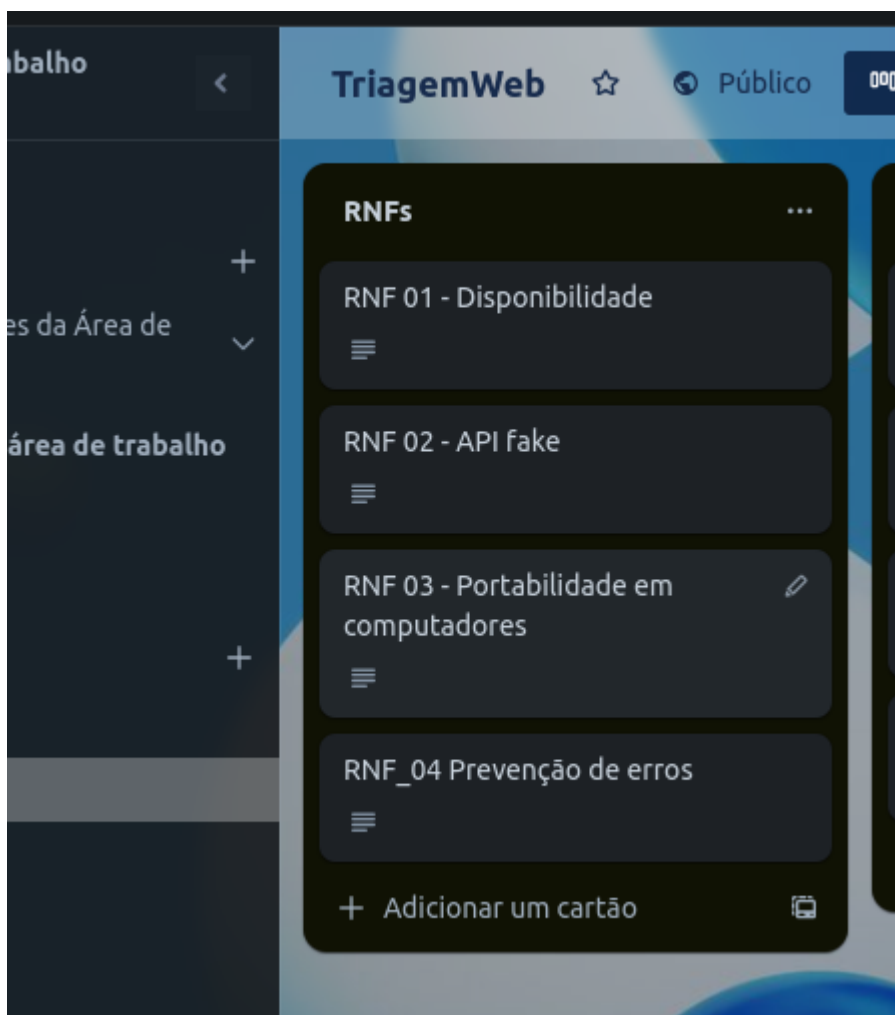 TriagemWeb
Público
RNFs
RNF 01 - Disponibilidade
es da Área de
RNF 02 - API fake
área de trabalho
RNF 03 - Portabilidade em
computadores
RNF_04 Prevenção de erros
Adicionar um cartão